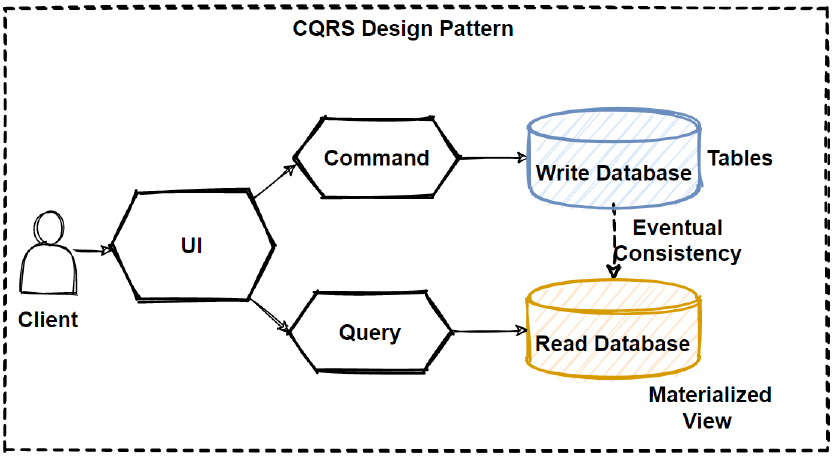 CQRS Design Pattern
Command
Write Database
Tables
UI
Eventual
Consistency
Client
Query
Read Database
Materialized
View